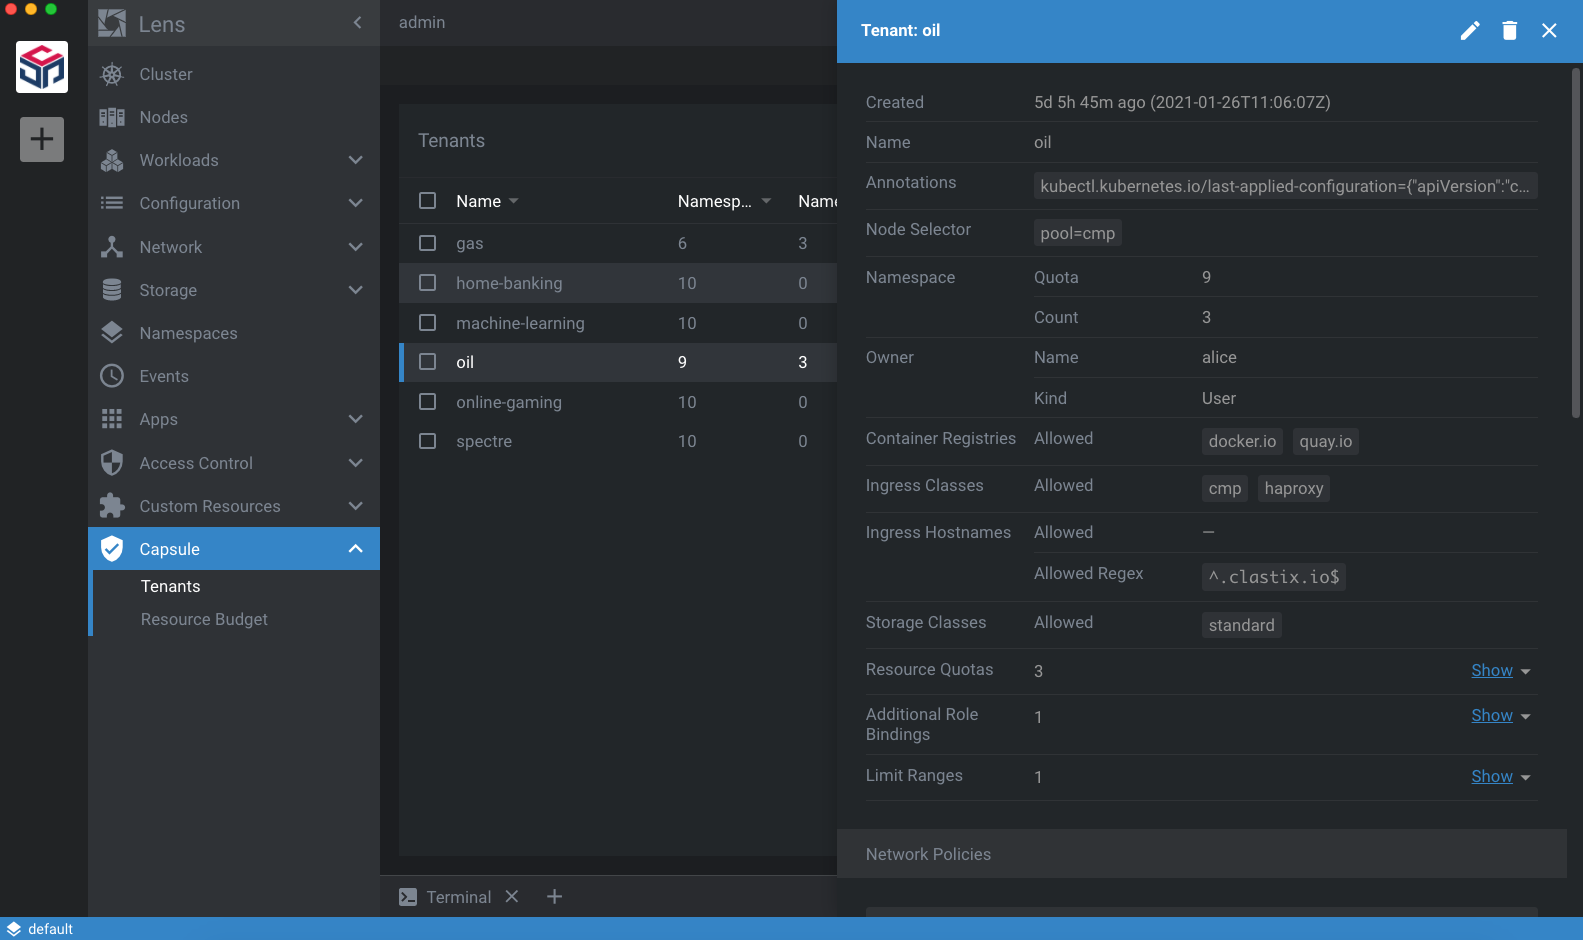 Lens
Cluster
Nodes
Workloads
Configuration
Network
Storage
Namespaces
Events
Apps
Access Control
Custom Resources
Capsule
Tenants
Resource Budget
admin
Tenants
Name Namesp... Name
gas 6 3
home-banking 10 0
machine-learning 10 0
oil 9 3
online-gaming 10 0
spectre 10 0
Terminal
Tenant: oil
Created 5d 5h 45m ago (2021-01-26T11:06:07Z)
Name oil
Annotations kubectl.kubernetes.io/last-applied-configuration={"apiVersion":"c...
Node Selector pool=cmp
Namespace Quota 9
Count 3
Owner Name alice
Kind User
Container Registries Allowed docker.io quay.io
Ingress Classes Allowed cmp haproxy
Ingress Hostnames Allowed —
Allowed Regex ^.clastix.io$
Storage Classes Allowed standard
Resource Quotas 3 Show
Additional Role
Bindings 1 Show
Limit Ranges 1 Show
Network Policies
default